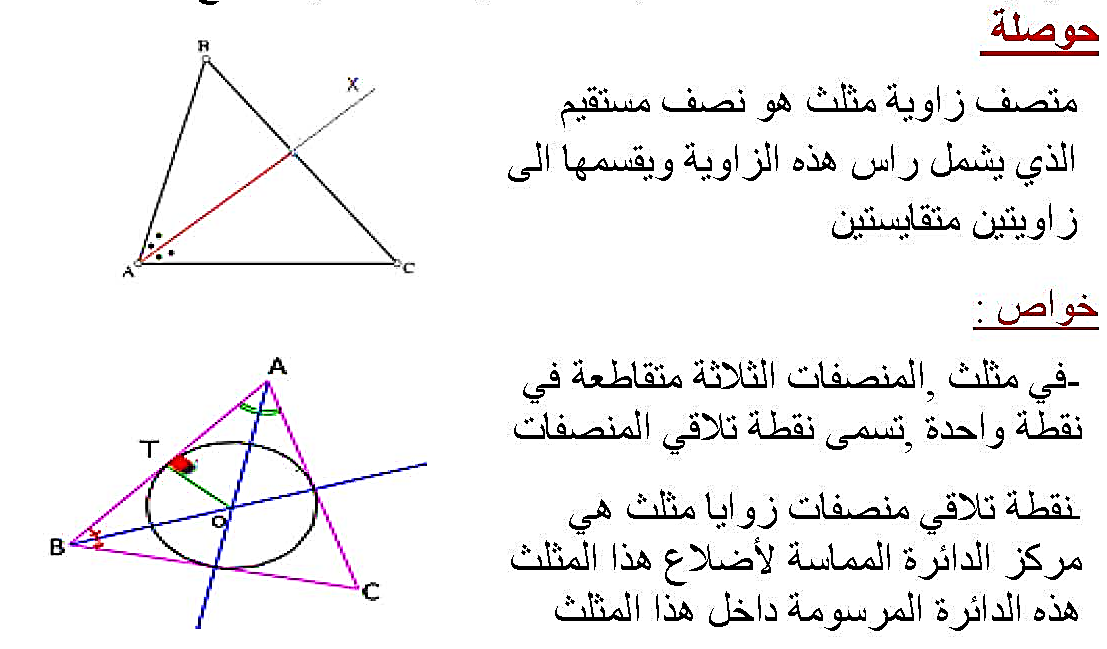 حوصلة
B
X
متصف زاوية مثلث هو نصف مستقيم
الذي يشمل راس هذه الزاوية ويقسمها الى
زاويتين متقايستين
A
C
خواص :
A
-في مثلث ,المنصفات الثلاثة متقاطعة في
نقطة واحدة ,تسمى نقطة تلاقي المنصفات
T
-نقطة تلاقي منصفات زوايا مثلث هي
O
B
مركز الدائرة المماسة لأضلاع هذا المثلث
C
هذه الدائرة المرسومة داخل هذا المثلث